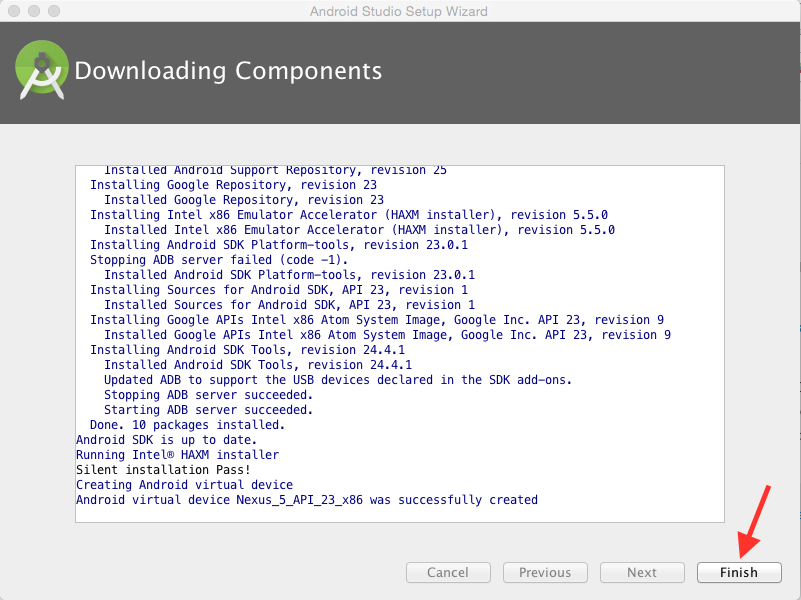 Android Studio Setup Wizard
Downloading Components
Installed Android Support Repository, revision 25
Installing Google Repository, revision 23
Installed Google Repository, revision 23
Installing Intel x86 Emulator Accelerator (HAXM installer), revision 5.5.0
Installed Intel x86 Emulator Accelerator (HAXM installer), revision 5.5.0
Installing Android SDK Platform-tools, revision 23.0.1
Stopping ADB server failed (code -1).
Installed Android SDK Platform-tools, revision 23.0.1
Installing Sources for Android SDK, API 23, revision 1
Installed Sources for Android SDK, API 23, revision 1
Installing Google APIs Intel x86 Atom System Image, Google Inc. API 23, revision 9
Installed Google APIs Intel x86 Atom System Image, Google Inc. API 23, revision 9
Installing Android SDK Tools, revision 24.4.1
Installed Android SDK Tools, revision 24.4.1
Updated ADB to support the USB devices declared in the SDK add-ons.
Stopping ADB server succeeded.
Starting ADB server succeeded.
Done. 10 packages installed.
Android SDK is up to date.
Running Intel® HAXM installer
Silent installation Pass!
Creating Android virtual device
Android virtual device Nexus_5_API_23_x86 was successfully created
Cancel Previous Next Finish